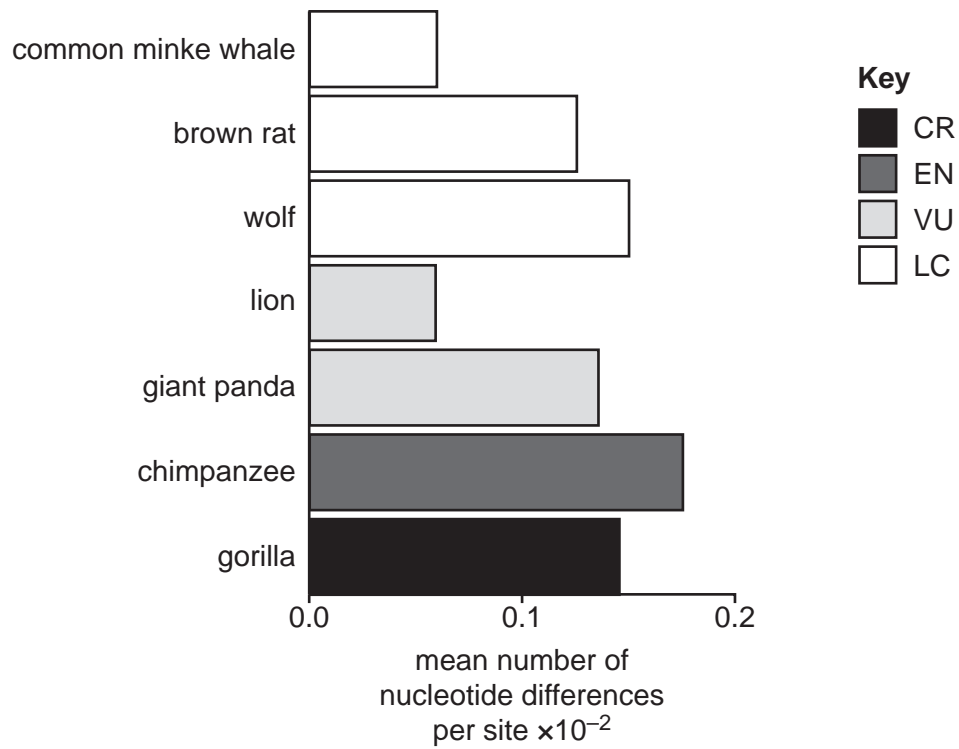 common minke whale
brown rat
wolf
lion
giant panda
chimpanzee
gorilla
0.0 0.1 0.2
mean number of
nucleotide differences
per site ×10⁻²
Key
CR
EN
VU
LC